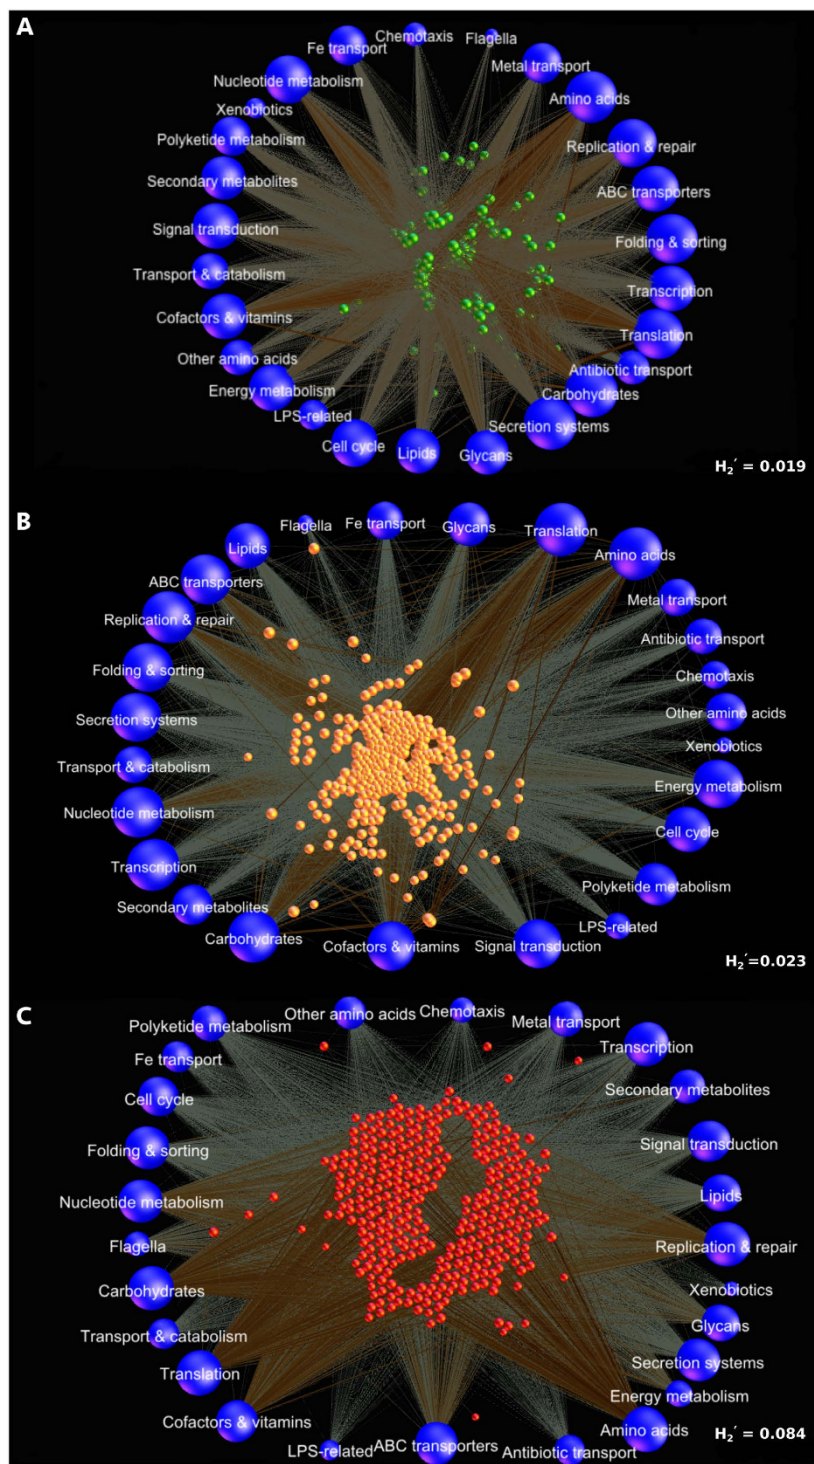 A
Chemotaxis
Flagella
Fe transport
Metal transport
Nucleotide metabolism
Amino acids
Xenobiotics
Polyketide metabolism
Replication & repair
Secondary metabolites
ABC transporters
Signal transduction
Folding & sorting
Transport & catabolism
Transcription
Cofactors & vitamins
Translation
Other amino acids
Antibiotic transport
Energy metabolism
Carbohydrates
LPS-related
Secretion systems
Cell cycle
Lipids
Glycans
H₂′ = 0.019
B
Flagella
Fe transport
Glycans
Translation
Lipids
Amino acids
ABC transporters
Metal transport
Replication & repair
Antibiotic transport
Folding & sorting
Chemotaxis
Secretion systems
Other amino acids
Xenobiotics
Transport & catabolism
Energy metabolism
Nucleotide metabolism
Cell cycle
Transcription
Polyketide metabolism
Secondary metabolites
LPS-related
Carbohydrates
Cofactors & vitamins
Signal transduction
H₂′=0.023
C
Other amino acids
Chemotaxis
Polyketide metabolism
Metal transport
Transcription
Fe transport
Secondary metabolites
Cell cycle
Signal transduction
Folding & sorting
Lipids
Nucleotide metabolism
Flagella
Replication & repair
Carbohydrates
Xenobiotics
Glycans
Transport & catabolism
Secretion systems
Translation
Energy metabolism
Cofactors & vitamins
Amino acids
LPS-related
ABC transporters
Antibiotic transport
H₂′ = 0.084